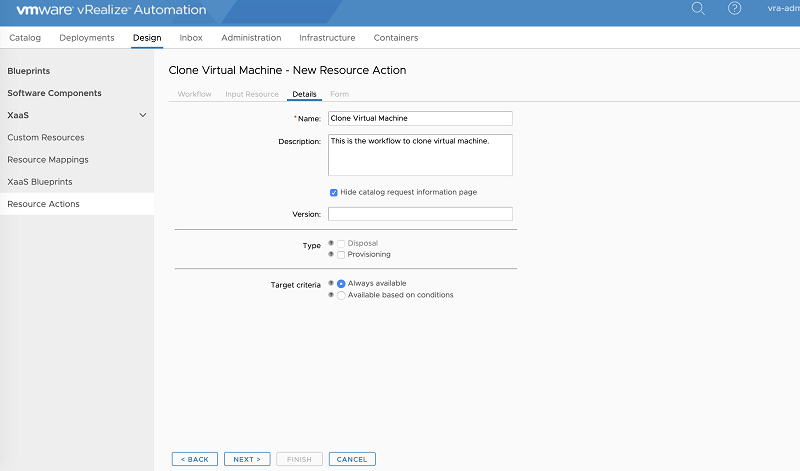 vmware® vRealize™ Automation
vra-adm
Catalog Deployments Design Inbox Administration Infrastructure Containers
Blueprints
Software Components
XaaS
Custom Resources
Resource Mappings
XaaS Blueprints
Resource Actions
Clone Virtual Machine - New Resource Action
Workflow Input Resource Details Form
* Name: Clone Virtual Machine
Description: This is the workflow to clone virtual machine.
Hide catalog request information page
Version:
Type ? Disposal
? Provisioning
Target criteria ? Always available
? Available based on conditions
< BACK NEXT > FINISH CANCEL